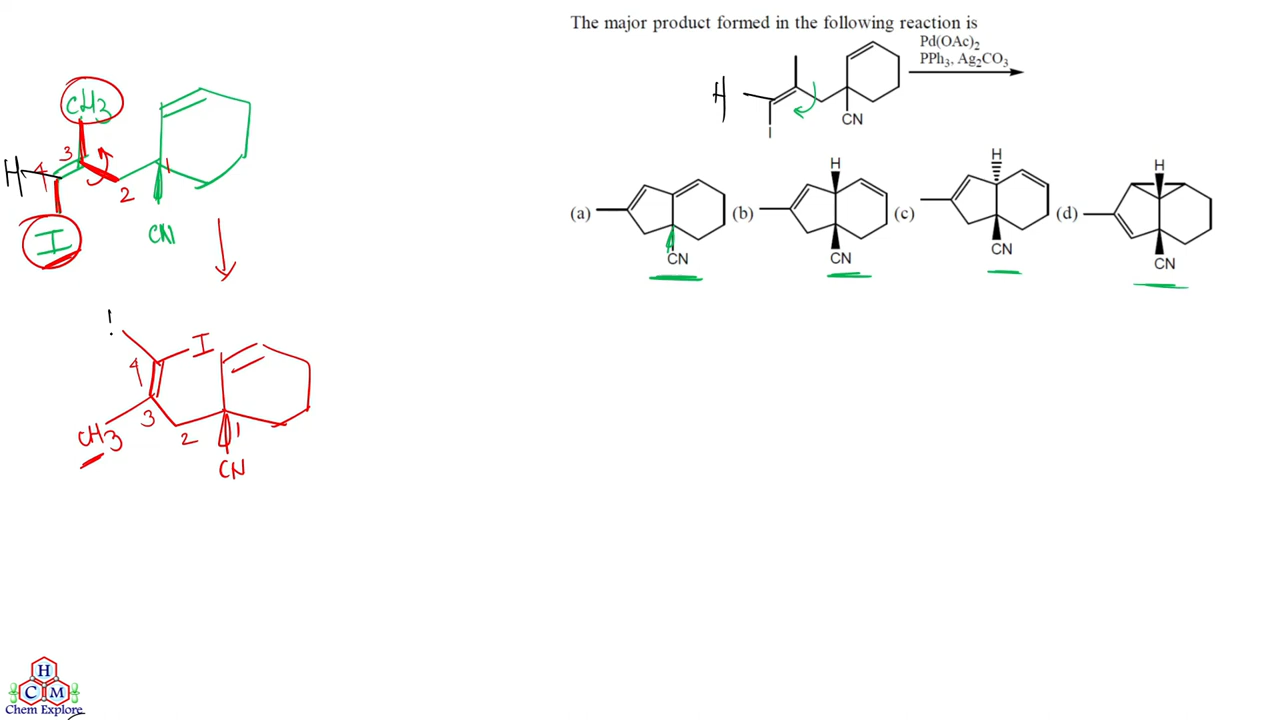 The major product formed in the following reaction is
Pd(OAc)2
PPh3, Ag2CO3
H
I
CN
CH3
3
H
4
2
1
I
CN
(a)
CN
(b)
H
CN
(c)
H
CN
(d)
H
CN
I
4
3
CH3
2
1
CN
H
C M
Chem Explore